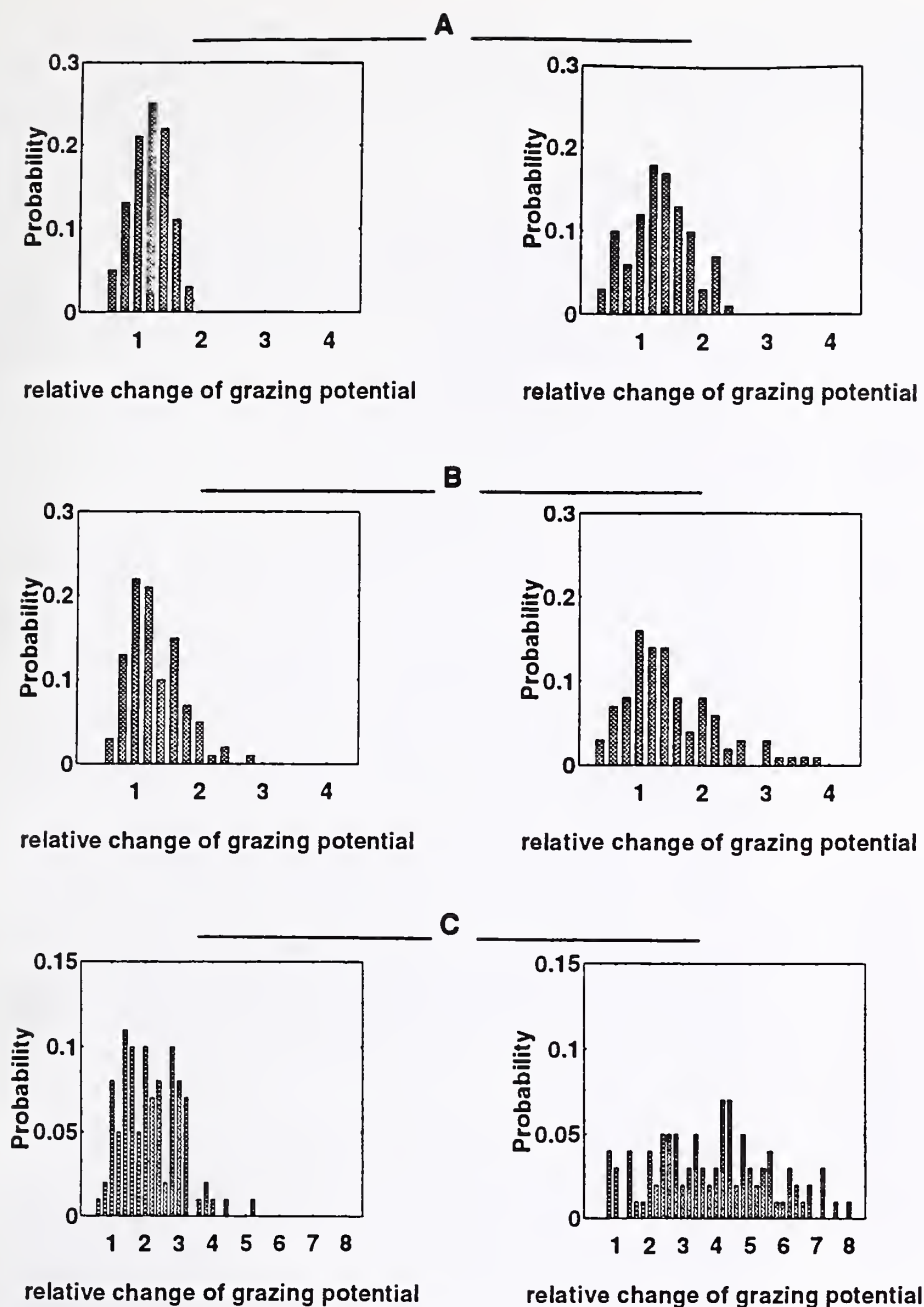 A
0.3 0.3
0.2 0.2
0.1 0.1
0 0
Probability Probability
1 2 3 4 1 2 3 4
relative change of grazing potential relative change of grazing potential
B
0.3 0.3
0.2 0.2
0.1 0.1
0 0
Probability Probability
1 2 3 4 1 2 3 4
relative change of grazing potential relative change of grazing potential
C
0.15 0.15
0.1 0.1
0.05 0.05
0 0
Probability Probability
1 2 3 4 5 6 7 8 1 2 3 4 5 6 7 8
relative change of grazing potential relative change of grazing potential